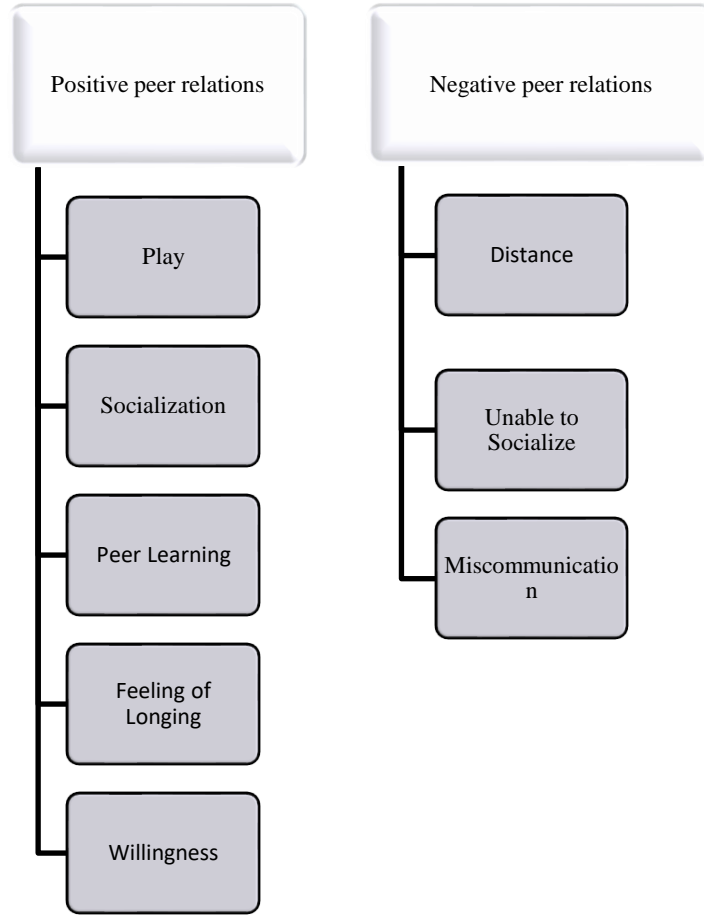 Positive peer relations
Play
Socialization
Peer Learning
Feeling of
Longing
Willingness
Negative peer relations
Distance
Unable to
Socialize
Miscommunicatio
n